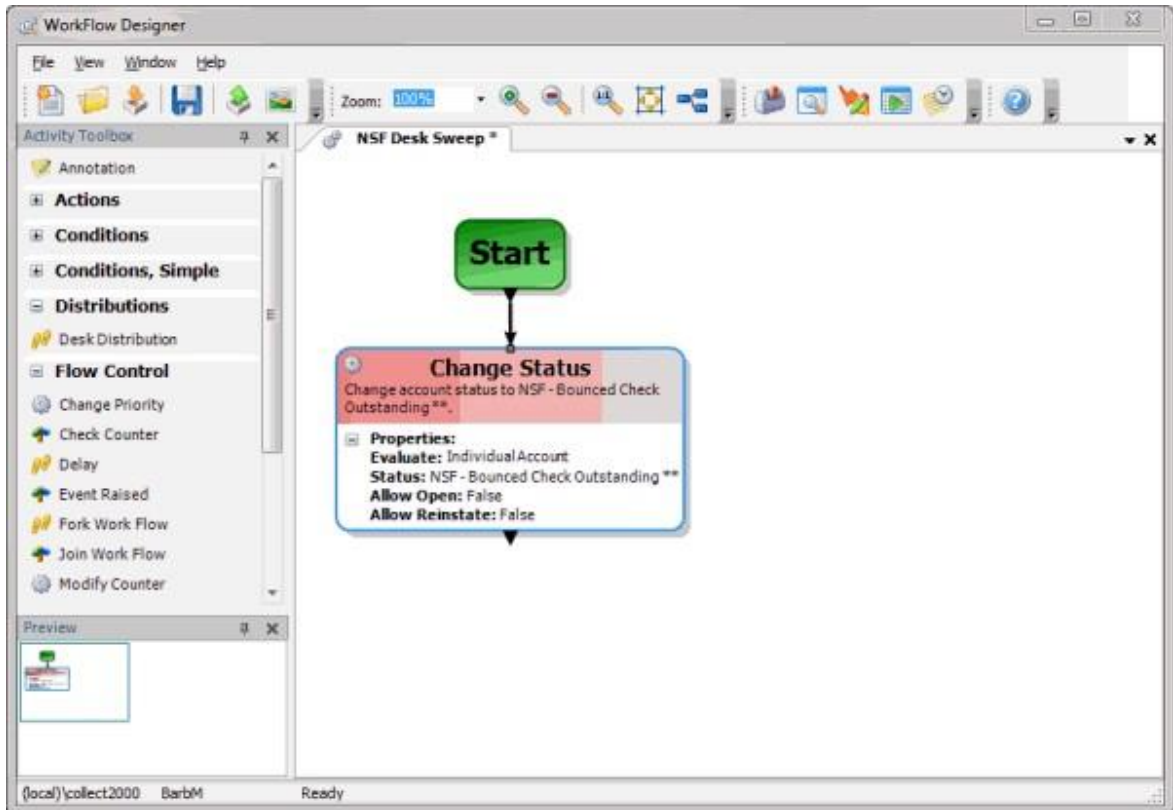 WorkFlow Designer
File View Window Help
Zoom: 100%
Activity Toolbox
NSF Desk Sweep *
Annotation
Actions
Conditions
Conditions, Simple
Distributions
Desk Distribution
Flow Control
Change Priority
Check Counter
Delay
Event Raised
Fork Work Flow
Join Work Flow
Modify Counter
Start
Change Status
Change account status to NSF - Bounced Check
Outstanding **.
Properties:
Evaluate: Individual Account
Status: NSF - Bounced Check Outstanding **
Allow Open: False
Allow Reinstate: False
Preview
(local)\collect2000 BarbM Ready